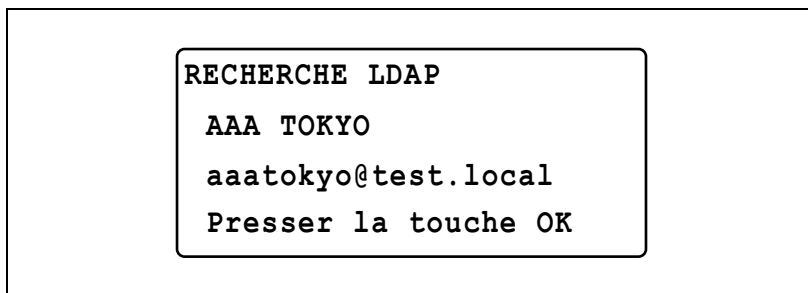 RECHERCHE LDAP
AAA TOKYO
aaatokyo@test.local
Presser la touche OK